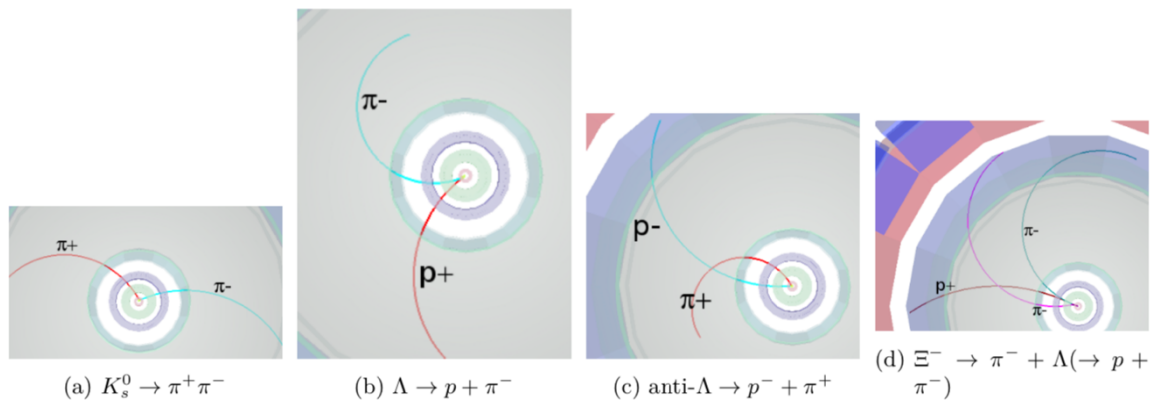 π+
π-
(a) K⁰ₛ → π⁺π⁻
π-
p+
(b) Λ → p + π⁻
p-
π+
(c) anti-Λ → p⁻ + π⁺
π-
p+
π-
(d) Ξ⁻ → π⁻ + Λ(→ p +
π⁻)